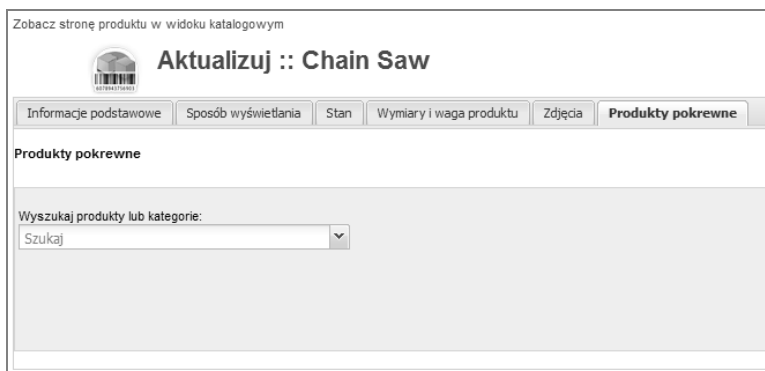 Zobacz stronę produktu w widoku katalogowym
Aktualizuj :: Chain Saw
Informacje podstawowe Sposób wyświetlania Stan Wymiary i waga produktu Zdjęcia Produkty pokrewne
Produkty pokrewne
Wyszukaj produkty lub kategorie:
Szukaj